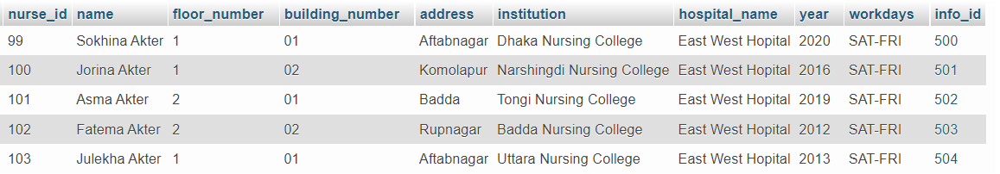 nurse_id name floor_number building_number address institution hospital_name year workdays info_id
99 Sokhina Akter 1 01 Aftabnagar Dhaka Nursing College East West Hopital 2020 SAT-FRI 500
100 Jorina Akter 1 02 Komolapur Narshingdi Nursing College East West Hopital 2016 SAT-FRI 501
101 Asma Akter 2 01 Badda Tongi Nursing College East West Hopital 2019 SAT-FRI 502
102 Fatema Akter 2 02 Rupnagar Badda Nursing College East West Hopital 2012 SAT-FRI 503
103 Julekha Akter 1 01 Aftabnagar Uttara Nursing College East West Hopital 2013 SAT-FRI 504